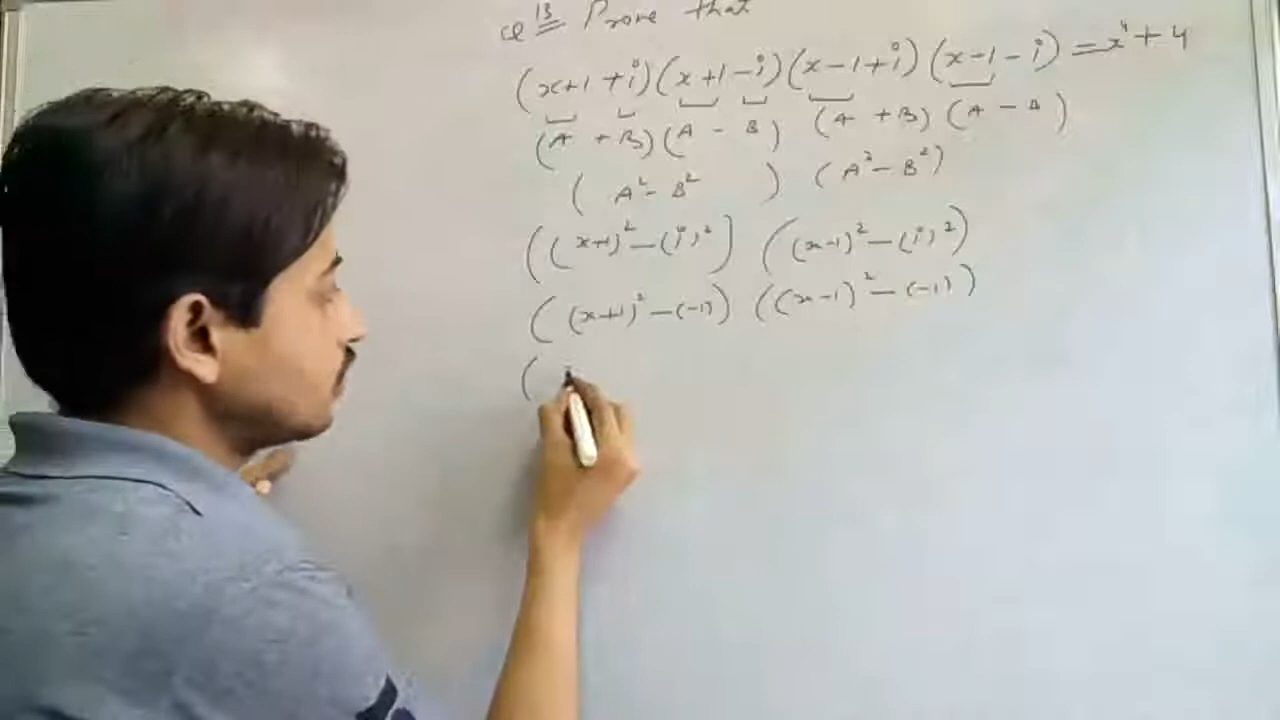 Q 13 Prove that
(x+1+i)(x+1-i)(x-1+i)(x-1-i) = x⁴+4
(A+B)(A-B) (A+B)(A-B)
(A²-B²) (A²-B²)
((x+1)²-(i)²) ((x-1)²-(i)²)
((x+1)²-(-1)) ((x-1)²-(-1))
(